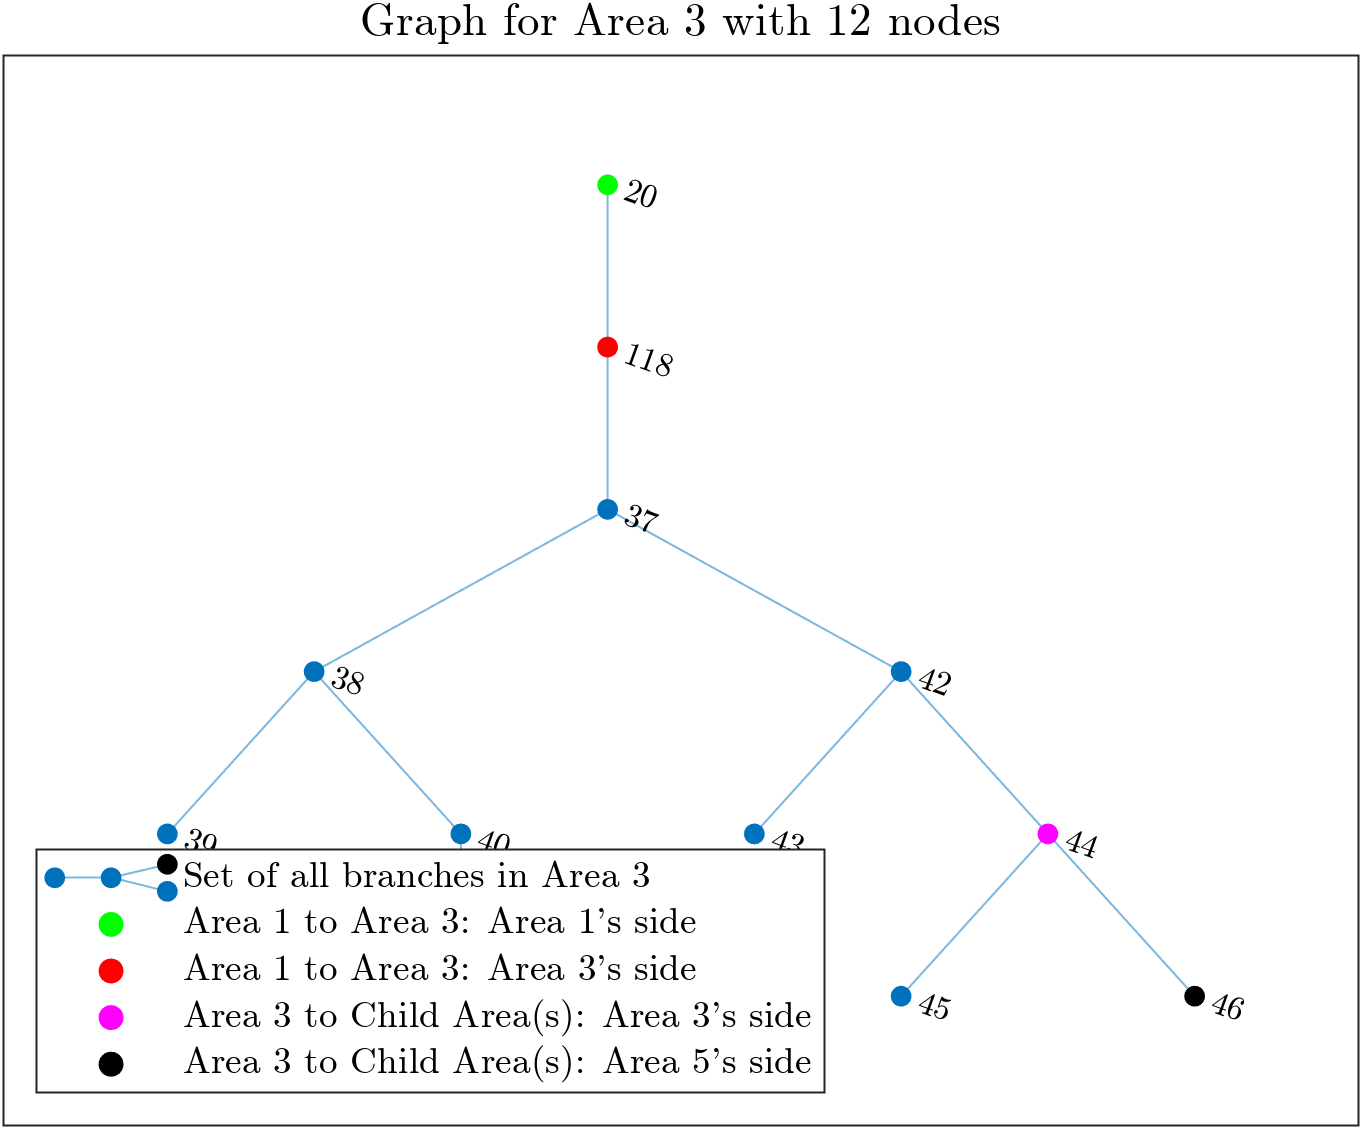 Graph for Area 3 with 12 nodes
20
118
37
38
42
39
40
43
44
Set of all branches in Area 3
Area 1 to Area 3: Area 1's side
Area 1 to Area 3: Area 3's side
Area 3 to Child Area(s): Area 3's side
Area 3 to Child Area(s): Area 5's side
45
46